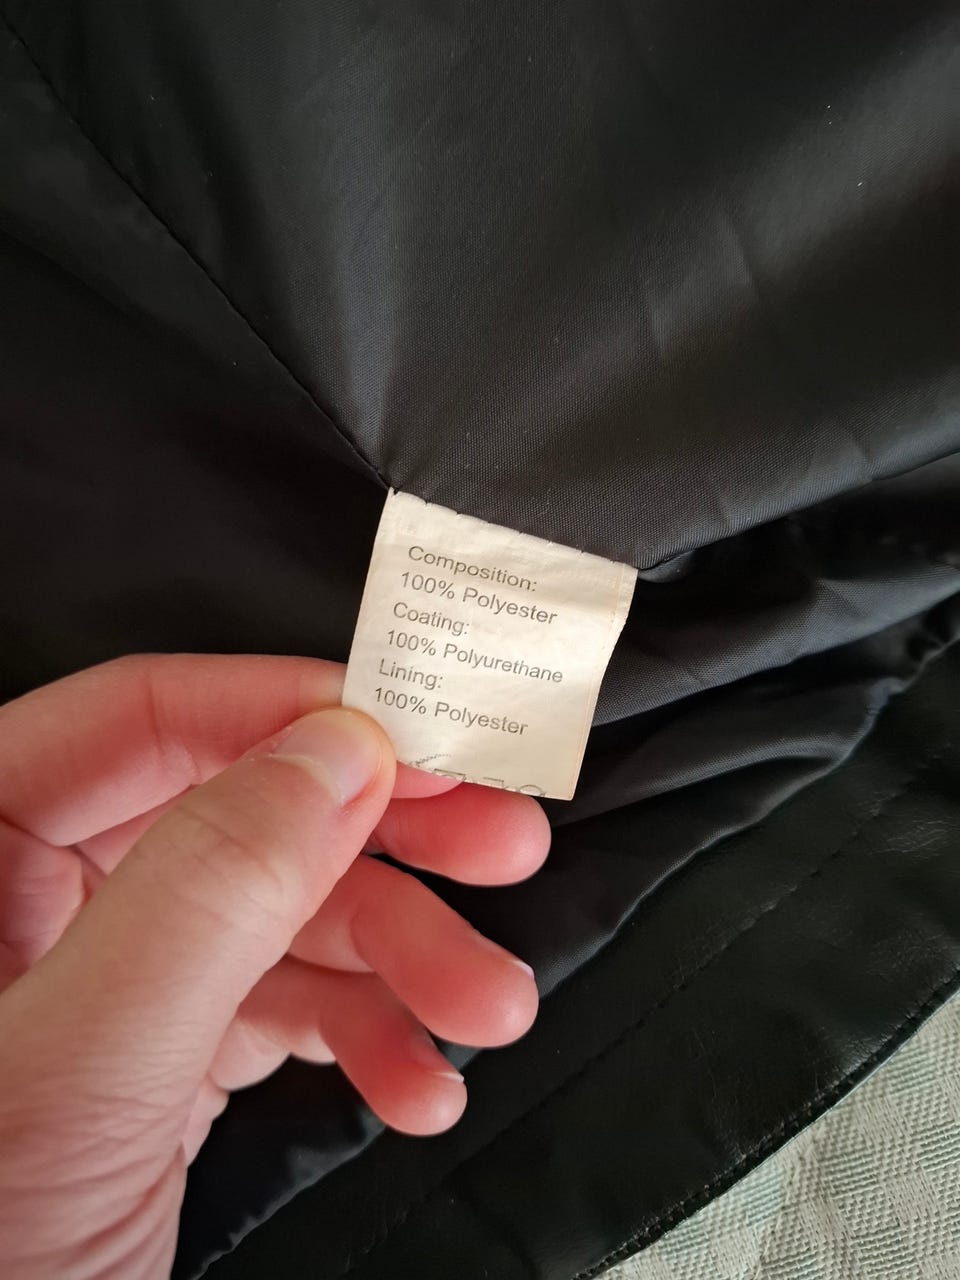 Composition:
100% Polyester
Coating:
100% Polyurethane
Lining:
100% Polyester